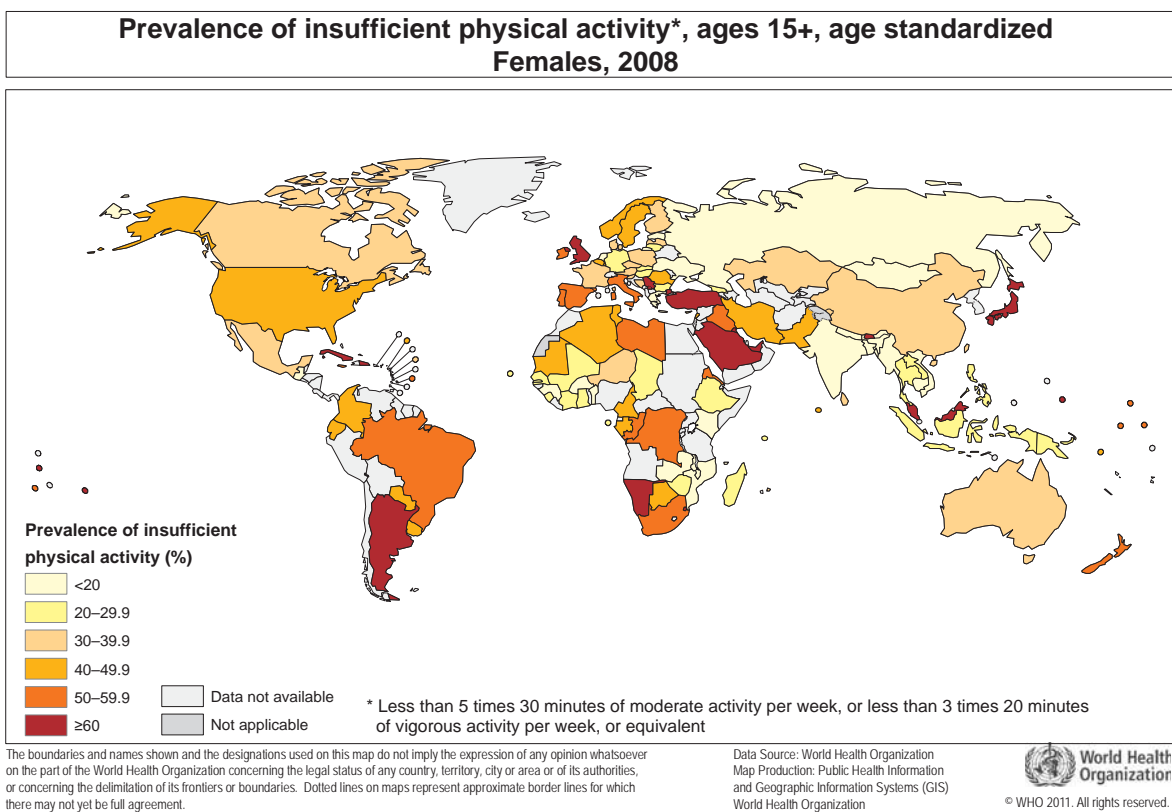 Prevalence of insufficient physical activity*, ages 15+, age standardized
Females, 2008
Prevalence of insufficient
physical activity (%)
<20
20–29.9
30–39.9
40–49.9
50–59.9
≥60
Data not available
Not applicable
* Less than 5 times 30 minutes of moderate activity per week, or less than 3 times 20 minutes
of vigorous activity per week, or equivalent
The boundaries and names shown and the designations used on this map do not imply the expression of any opinion whatsoever
on the part of the World Health Organization concerning the legal status of any country, territory, city or area or of its authorities,
or concerning the delimitation of its frontiers or boundaries. Dotted lines on maps represent approximate border lines for which
there may not yet be full agreement.
Data Source: World Health Organization
Map Production: Public Health Information
and Geographic Information Systems (GIS)
World Health Organization
World Health
Organization
© WHO 2011. All rights reserved.